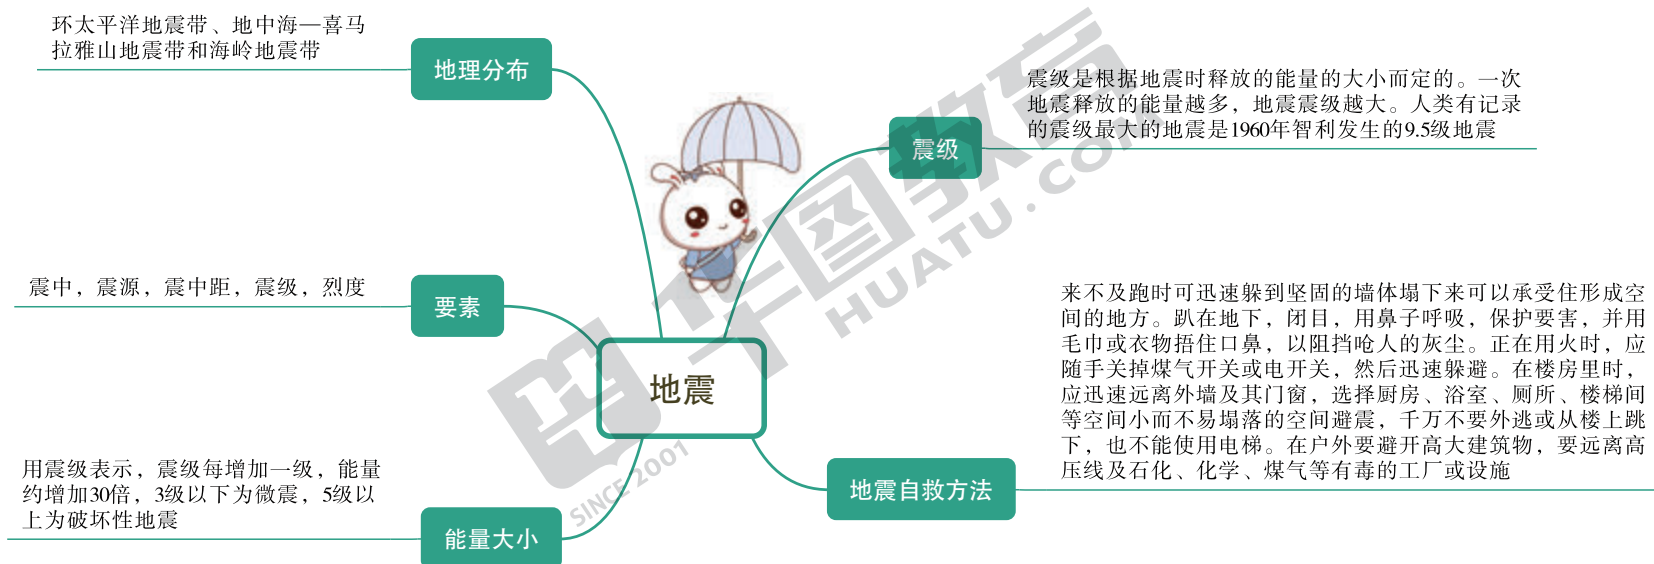 环太平洋地震带、地中海—喜马
拉雅山地震带和海岭地震带
地理分布
震中，震源，震中距，震级，烈度
要素
用震级表示，震级每增加一级，能量
约增加30倍，3级以下为微震，5级以
上为破坏性地震
能量大小
地震
震级
震级是根据地震时释放的能量的大小而定的。一次
地震释放的能量越多，地震震级越大。人类有记录
的震级最大的地震是1960年智利发生的9.5级地震
地震自救方法
来不及跑时可迅速躲到坚固的墙体塌下来可以承受住形成空
间的地方。趴在地下，闭目，用鼻子呼吸，保护要害，并用
毛巾或衣物捂住口鼻，以阻挡呛人的灰尘。正在用火时，应
随手关掉煤气开关或电开关，然后迅速躲避。在楼房里时，
应迅速远离外墙及其门窗，选择厨房、浴室、厕所、楼梯间
等空间小而不易塌落的空间避震，千万不要外逃或从楼上跳
下，也不能使用电梯。在户外要避开高大建筑物，要远离高
压线及石化、化学、煤气等有毒的工厂或设施
华图教育
HUATU.COM
SINCE 2001